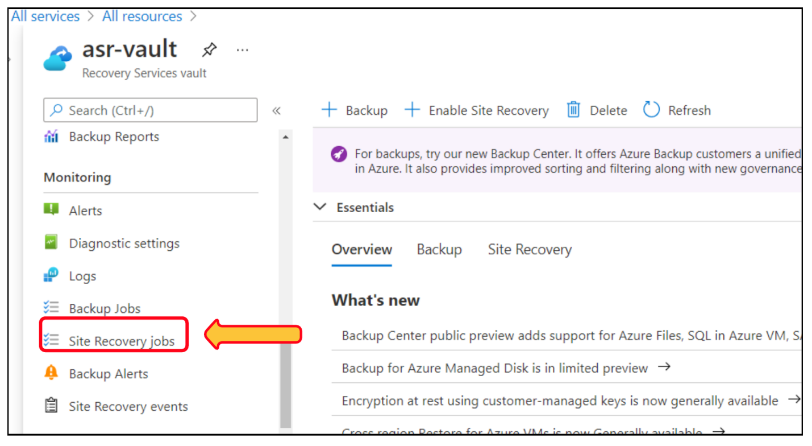 All services > All resources >
asr-vault
Recovery Services vault
Search (Ctrl+/)
Backup Reports
Monitoring
Alerts
Diagnostic settings
Logs
Backup Jobs
Site Recovery jobs
Backup Alerts
Site Recovery events
Backup
Enable Site Recovery
Delete
Refresh
For backups, try our new Backup Center. It offers Azure Backup customers a unified
in Azure. It also provides improved sorting and filtering along with new governance
Essentials
Overview
Backup
Site Recovery
What's new
Backup Center public preview adds support for Azure Files, SQL in Azure VM,
Backup for Azure Managed Disk is in limited preview →
Encryption at rest using customer-managed keys is now generally available →
Cross region Restore for Azure VMs is now Generally available →